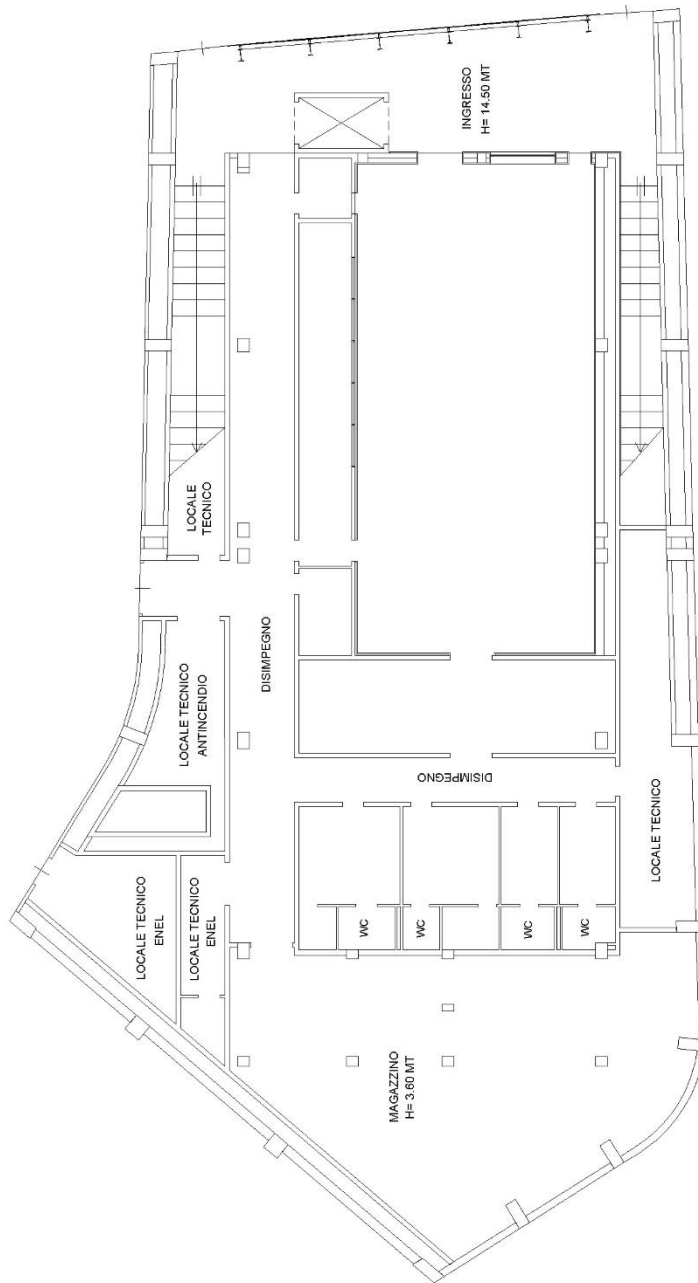 INGRESSO
H= 14.50 MT
LOCALE
TECNICO
DISIMPEGNO
LOCALE TECNICO
ANTINCENDIO
DISIMPEGNO
LOCALE TECNICO
LOCALE TECNICO
ENEL
LOCALE TECNICO
ENEL
WC
WC
WC
WC
MAGAZZINO
H= 3.60 MT